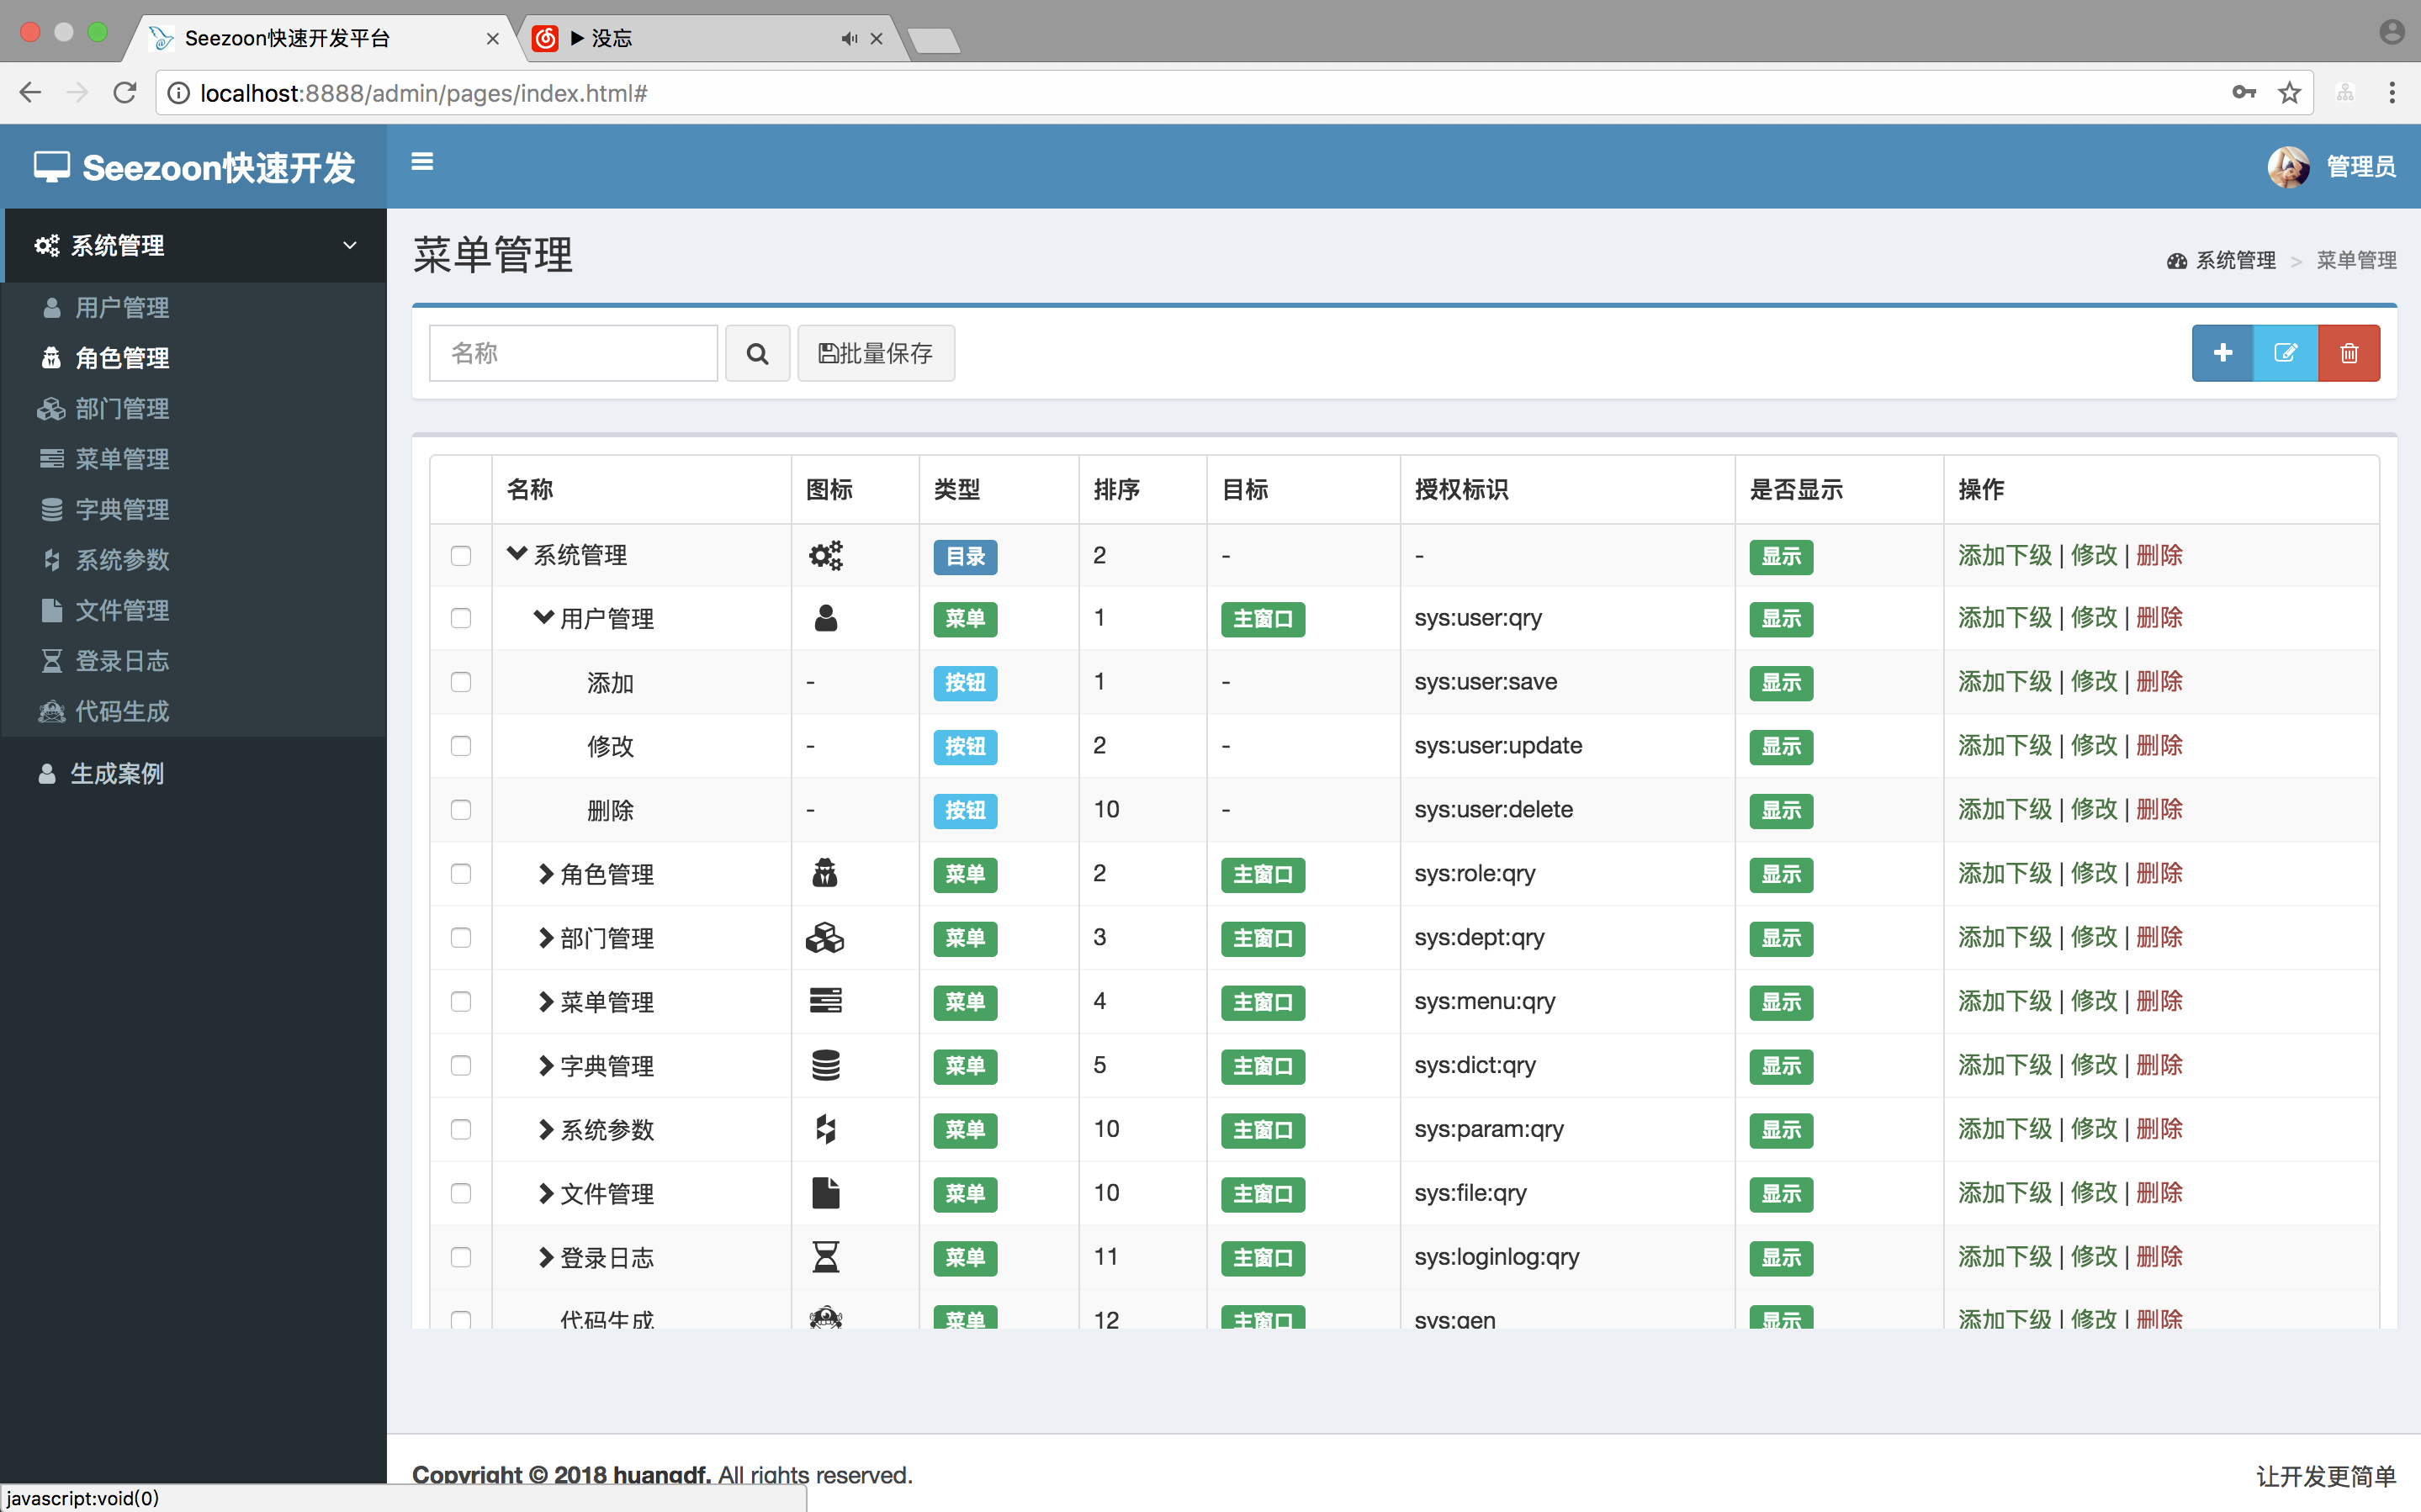 Seezoon快速开发平台
▶ 没忘
localhost:8888/admin/pages/index.html#
Seezoon快速开发
管理员
系统管理
用户管理
角色管理
部门管理
菜单管理
字典管理
系统参数
文件管理
登录日志
代码生成
生成案例
菜单管理
系统管理 > 菜单管理
名称 批量保存
名称 图标 类型 排序 目标 授权标识 是否显示 操作
系统管理 目录 2 - - 显示 添加下级 | 修改 | 删除
用户管理 菜单 1 主窗口 sys:user:qry 显示 添加下级 | 修改 | 删除
添加 - 按钮 1 - sys:user:save 显示 添加下级 | 修改 | 删除
修改 - 按钮 2 - sys:user:update 显示 添加下级 | 修改 | 删除
删除 - 按钮 10 - sys:user:delete 显示 添加下级 | 修改 | 删除
角色管理 菜单 2 主窗口 sys:role:qry 显示 添加下级 | 修改 | 删除
部门管理 菜单 3 主窗口 sys:dept:qry 显示 添加下级 | 修改 | 删除
菜单管理 菜单 4 主窗口 sys:menu:qry 显示 添加下级 | 修改 | 删除
字典管理 菜单 5 主窗口 sys:dict:qry 显示 添加下级 | 修改 | 删除
系统参数 菜单 10 主窗口 sys:param:qry 显示 添加下级 | 修改 | 删除
文件管理 菜单 10 主窗口 sys:file:qry 显示 添加下级 | 修改 | 删除
登录日志 菜单 11 主窗口 sys:loginlog:qry 显示 添加下级 | 修改 | 删除
代码生成 菜单 12 主窗口 sys:gen 显示 添加下级 | 修改 | 删除
Copyright © 2018 huangdf. All rights reserved.
让开发更简单
javascript:void(0)